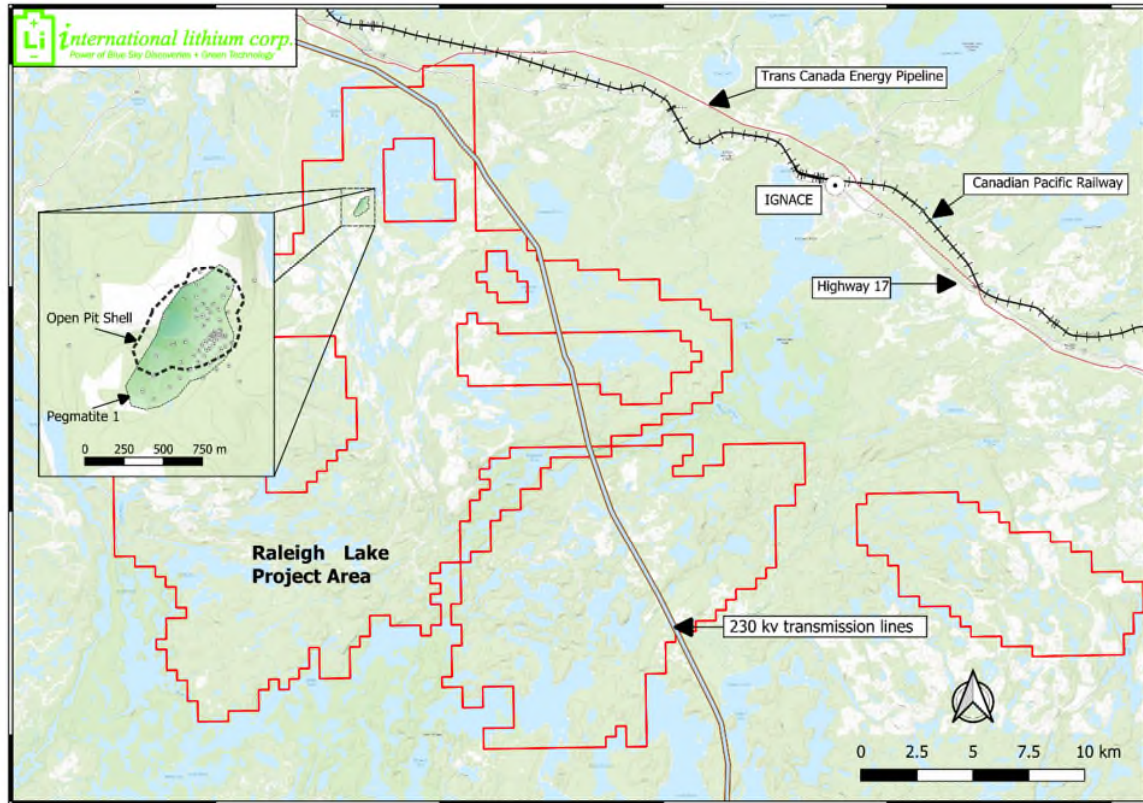 Li
international lithium corp.
Power of Blue Sky Discoveries + Green Technology
Trans Canada Energy Pipeline
Canadian Pacific Railway
IGNACE
Highway 17
Open Pit Shell
Pegmatite 1
0 250 500 750 m
Raleigh Lake
Project Area
230 kv transmission lines
0 2.5 5 7.5 10 km